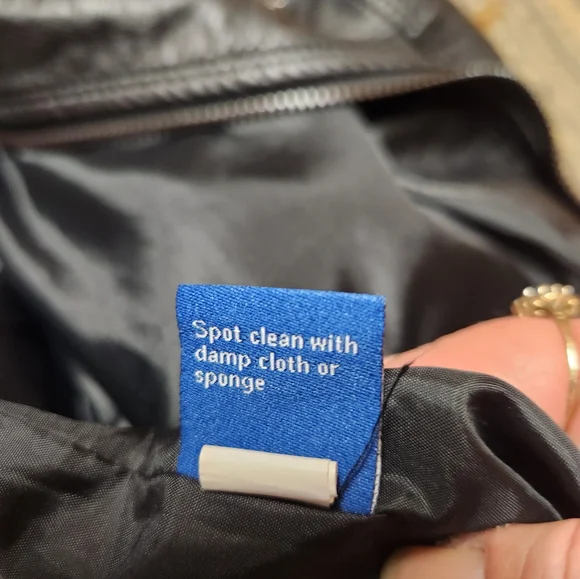 Spot clean with
damp cloth or
sponge